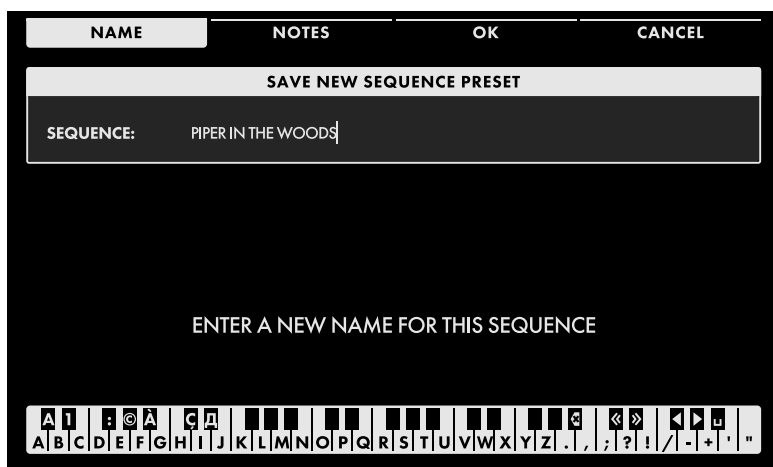 NAME NOTES OK CANCEL
SAVE NEW SEQUENCE PRESET
SEQUENCE: PIPER IN THE WOODS
ENTER A NEW NAME FOR THIS SEQUENCE
A 1 : © À Ç Д « » ◀ ▶ ␣
A B C D E F G H I J K L M N O P Q R S T U V W X Y Z . , ; ? ! / - + ' "